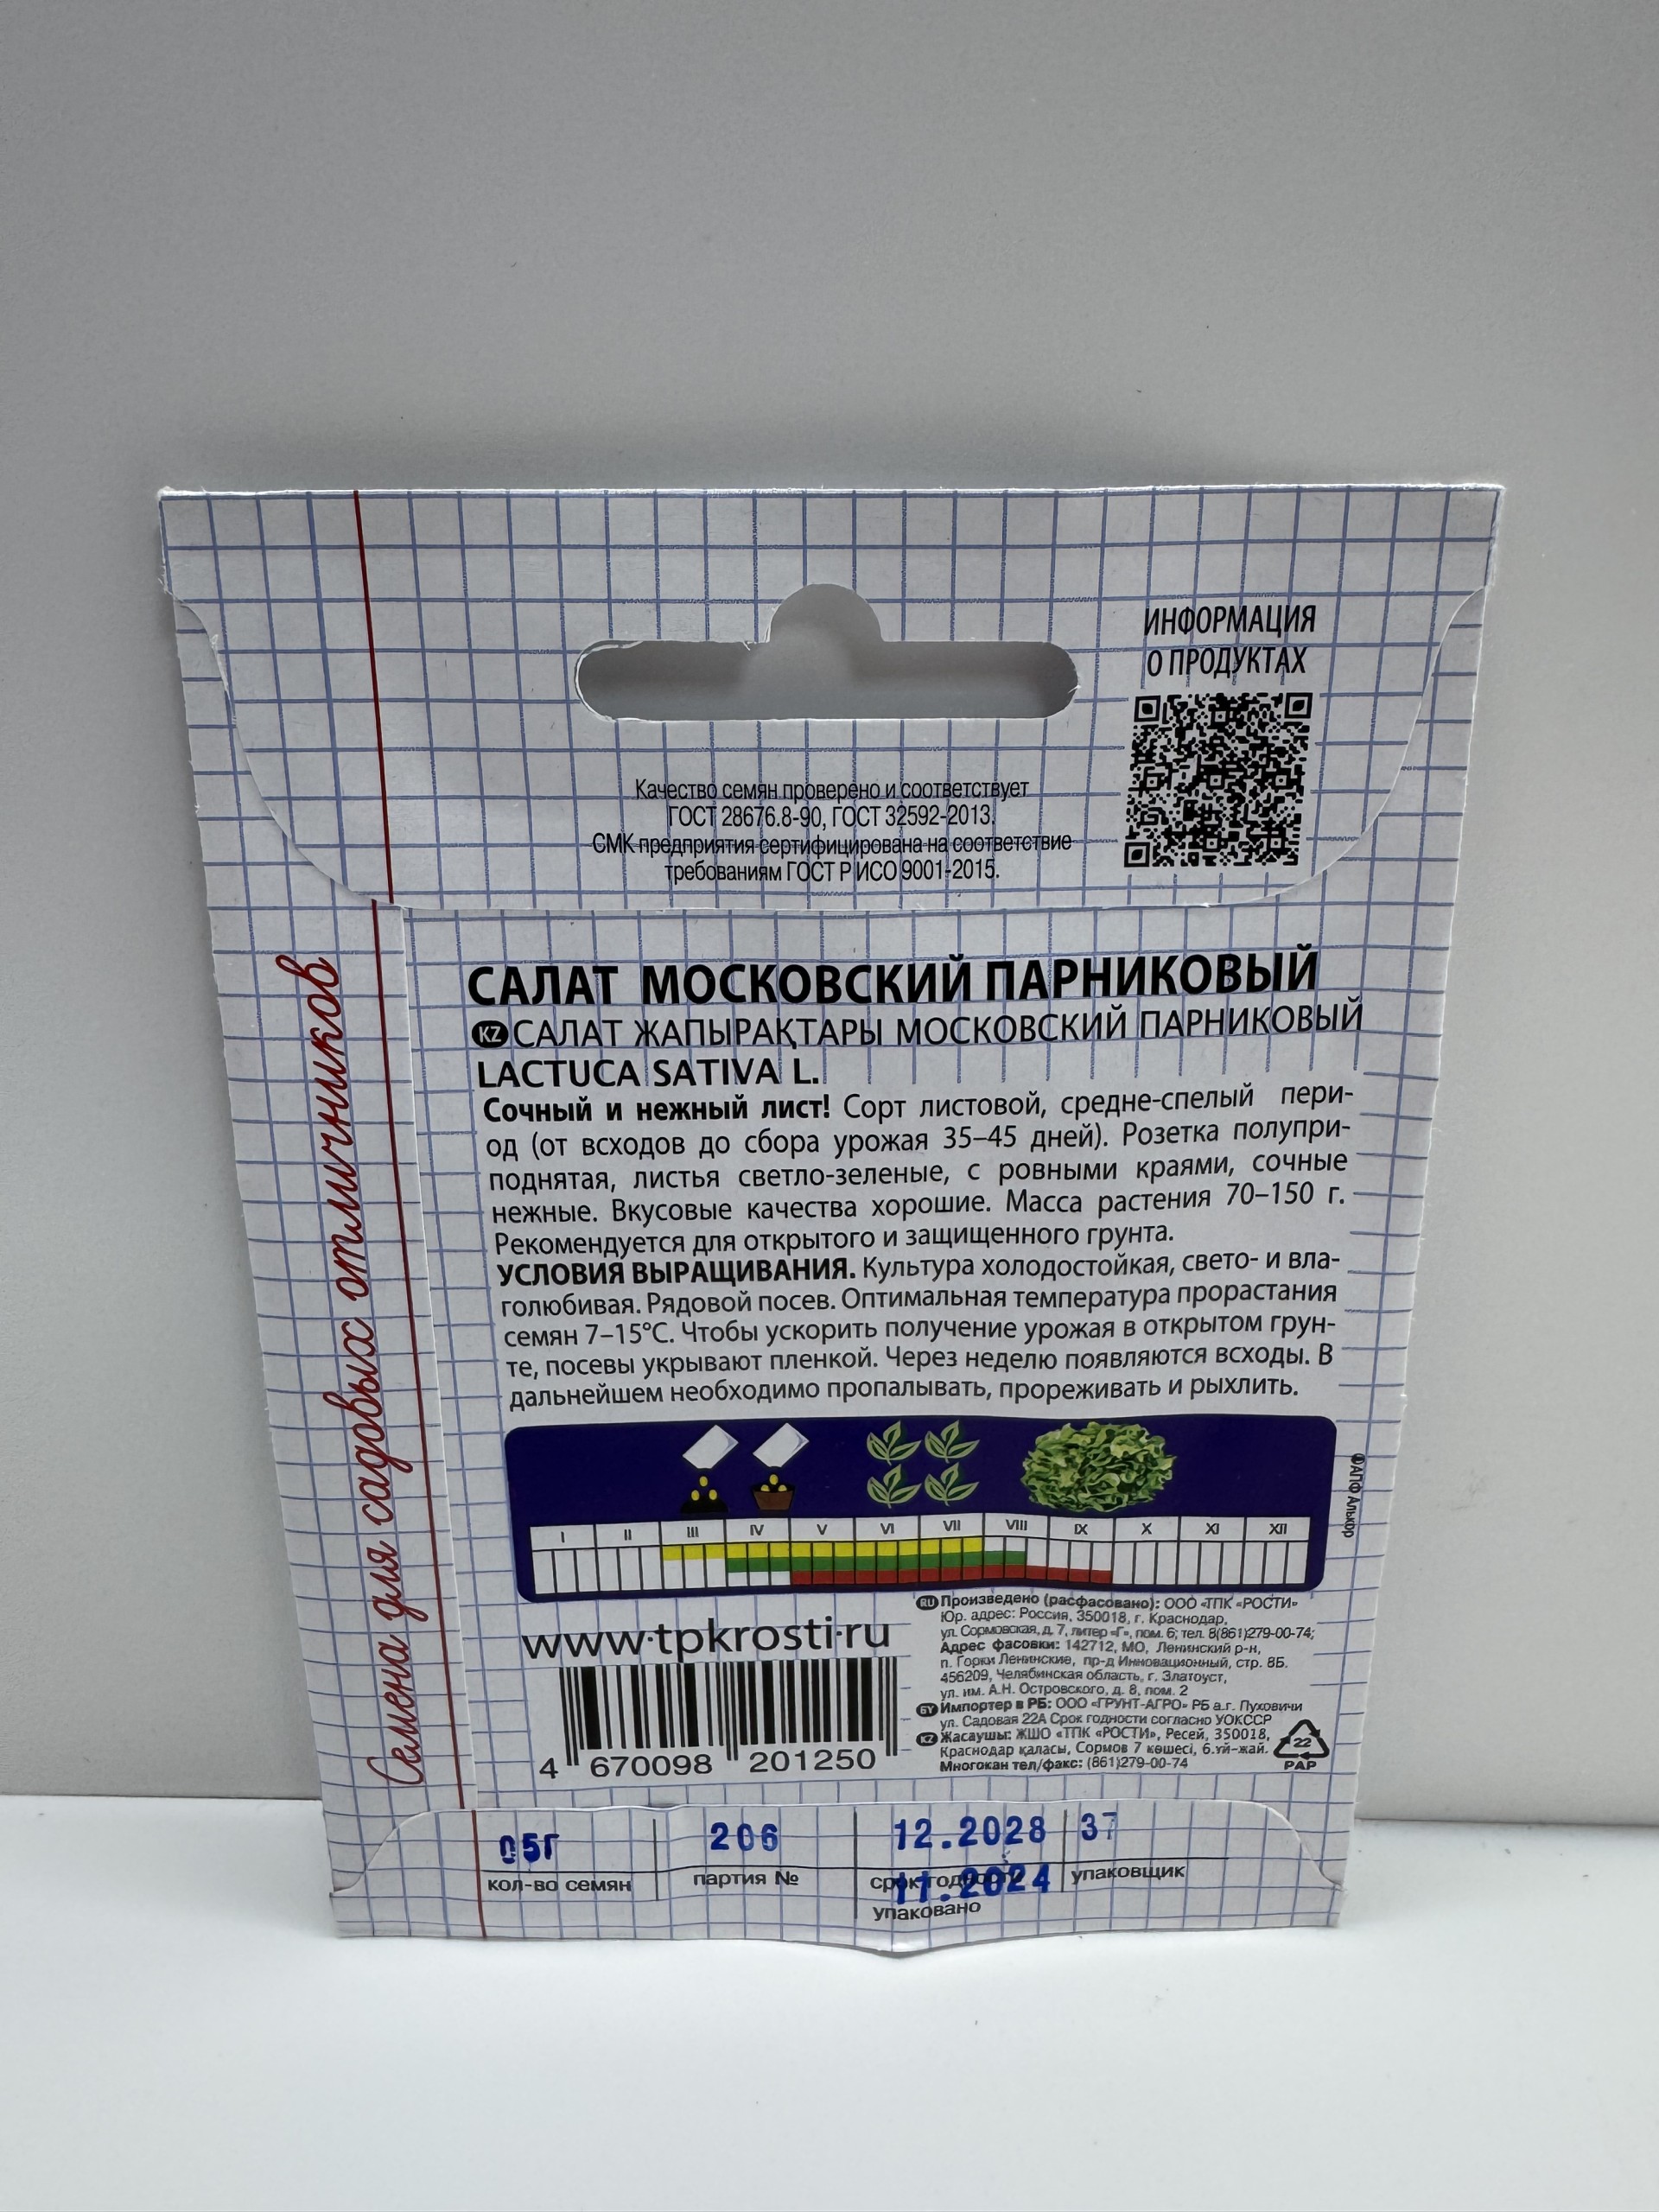 ИНФОРМАЦИЯ
О ПРОДУКТАХ
Качество семян проверено и соответствует
ГОСТ 28676.8-90, ГОСТ 32592-2013.
СМК предприятия сертифицирована на соответствие
требованиям ГОСТ Р ИСО 9001-2015.
Семена для садовых отличников
САЛАТ МОСКОВСКИЙ ПАРНИКОВЫЙ
KZ САЛАТ ЖАПЫРАҚТАРЫ МОСКОВСКИЙ ПАРНИКОВЫЙ
LACTUCA SATIVA L.
Сочный и нежный лист! Сорт листовой, средне-спелый пери-
од (от всходов до сбора урожая 35–45 дней). Розетка полупри-
поднятая, листья светло-зеленые, с ровными краями, сочные
нежные. Вкусовые качества хорошие. Масса растения 70–150 г.
Рекомендуется для открытого и защищенного грунта.
УСЛОВИЯ ВЫРАЩИВАНИЯ. Культура холодостойкая, свето- и вла-
голюбивая. Рядовой посев. Оптимальная температура прорастания
семян 7–15°С. Чтобы ускорить получение урожая в открытом грун-
те, посевы укрывают пленкой. Через неделю появляются всходы. В
дальнейшем необходимо пропалывать, прореживать и рыхлить.
I II III IV V VI VII VIII IX X XI XII
©АПФ Алькор
www.tpkrosti.ru
4 670098 201250
RU Произведено (расфасовано): ООО «ТПК «РОСТИ»
Юр. адрес: Россия, 350018, г. Краснодар,
ул. Сормовская, д. 7, литер «Г», пом. 6; тел. 8(861)279-00-74;
Адрес фасовки: 142712, МО, Ленинский р-н,
п. Горки Ленинские, пр-д Инновационный, стр. 8Б.
456209, Челябинская область, г. Златоуст,
ул. им. А.Н. Островского, д. 8, пом. 2
BY Импортер в РБ: ООО «ГРУНТ-АГРО» РБ а.г. Пуховичи
ул. Садовая 22А Срок годности согласно УОКССР
KZ Жасаушы: ЖШО «ТПК «РОСТИ», Ресей, 350018,
Краснодар қаласы, Сормов 7 көшесі, 6.үй-жай.
Многокан тел/факс: (861)279-00-74
22
PAP
05Г 206 12.2028 37
кол-во семян партия № срок годности упаковщик
11.2024
упаковано